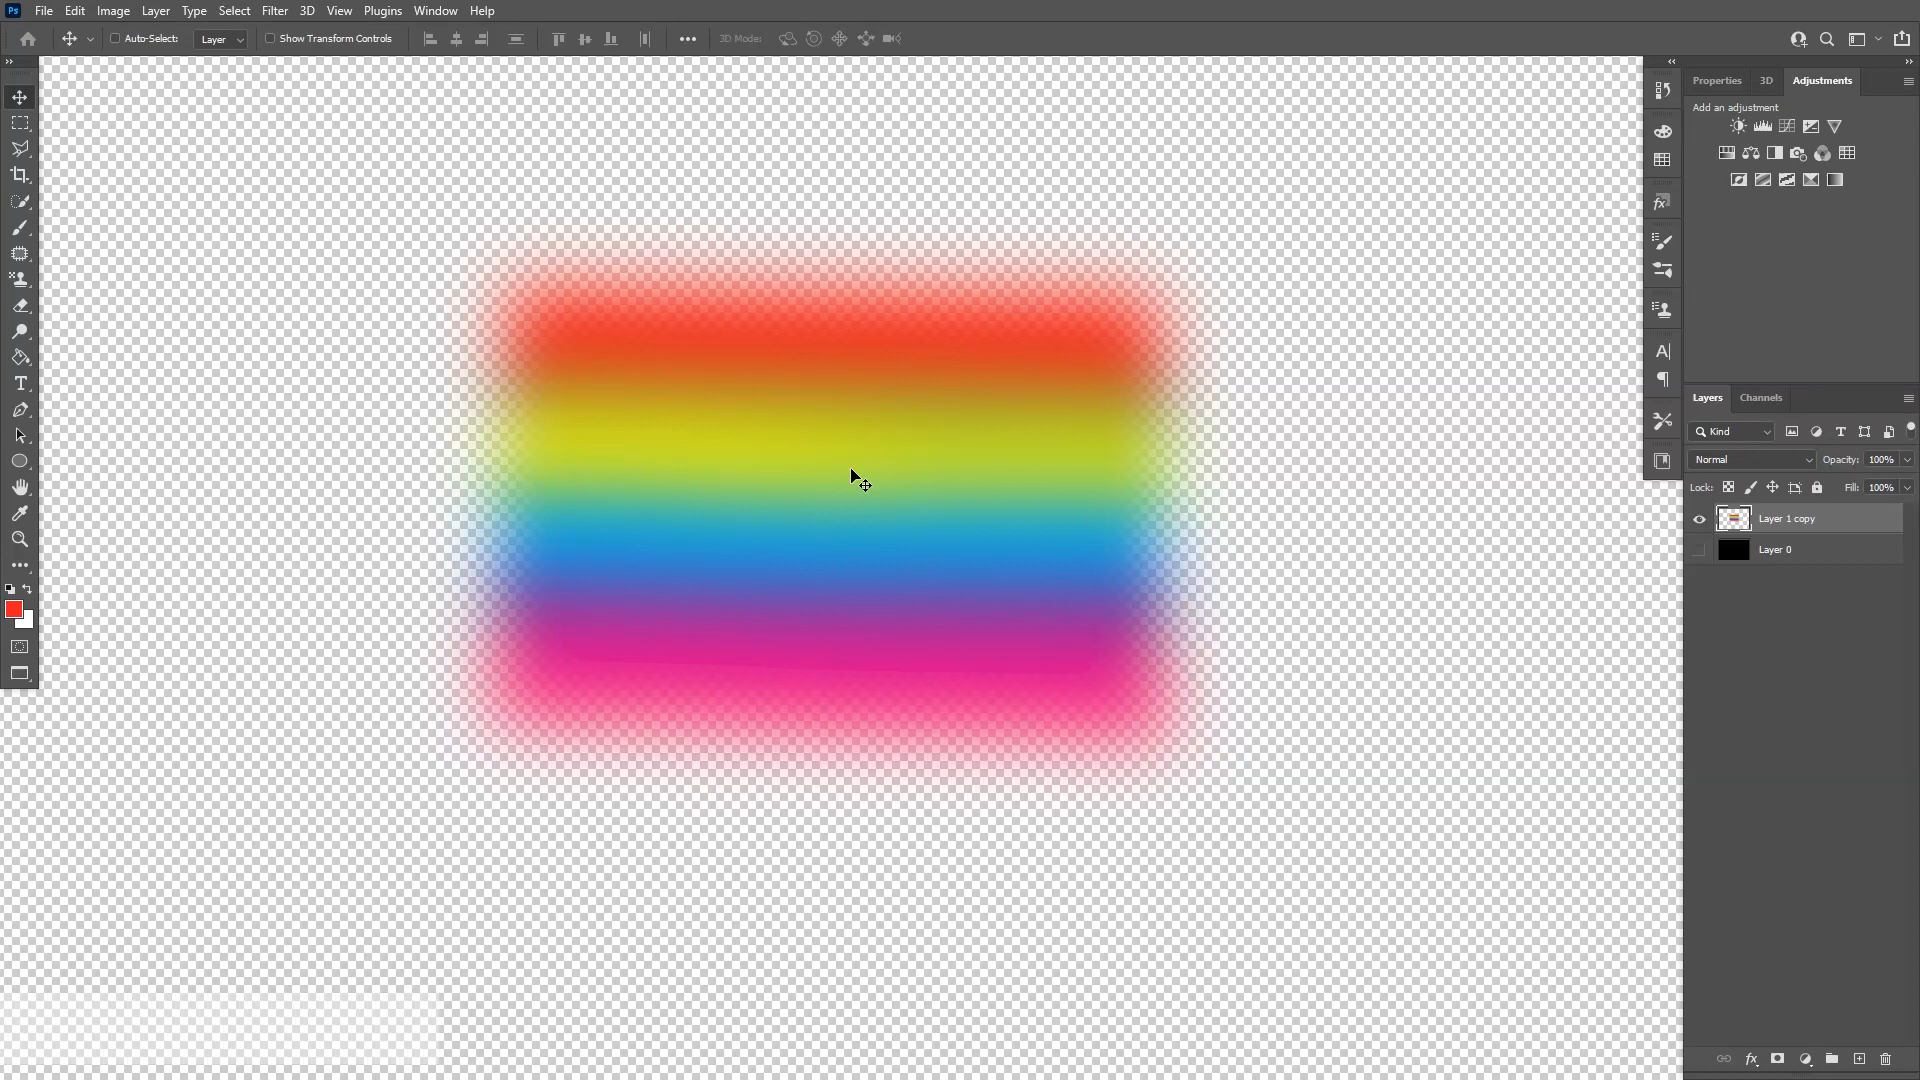 Ps File Edit Image Layer Type Select Filter 3D View Plugins Window Help
Auto-Select: Layer Show Transform Controls 3D Mode:
Properties 3D Adjustments
Add an adjustment
Layers Channels
Kind
Normal Opacity: 100%
Lock: Fill: 100%
Layer 1 copy
Layer 0